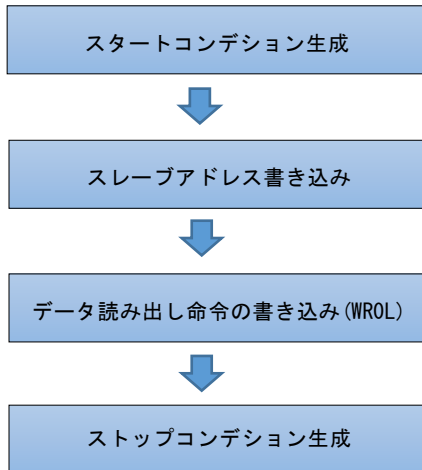 スタートコンデション生成
スレーブアドレス書き込み
データ読み出し命令の書き込み(WROL)
ストップコンデション生成